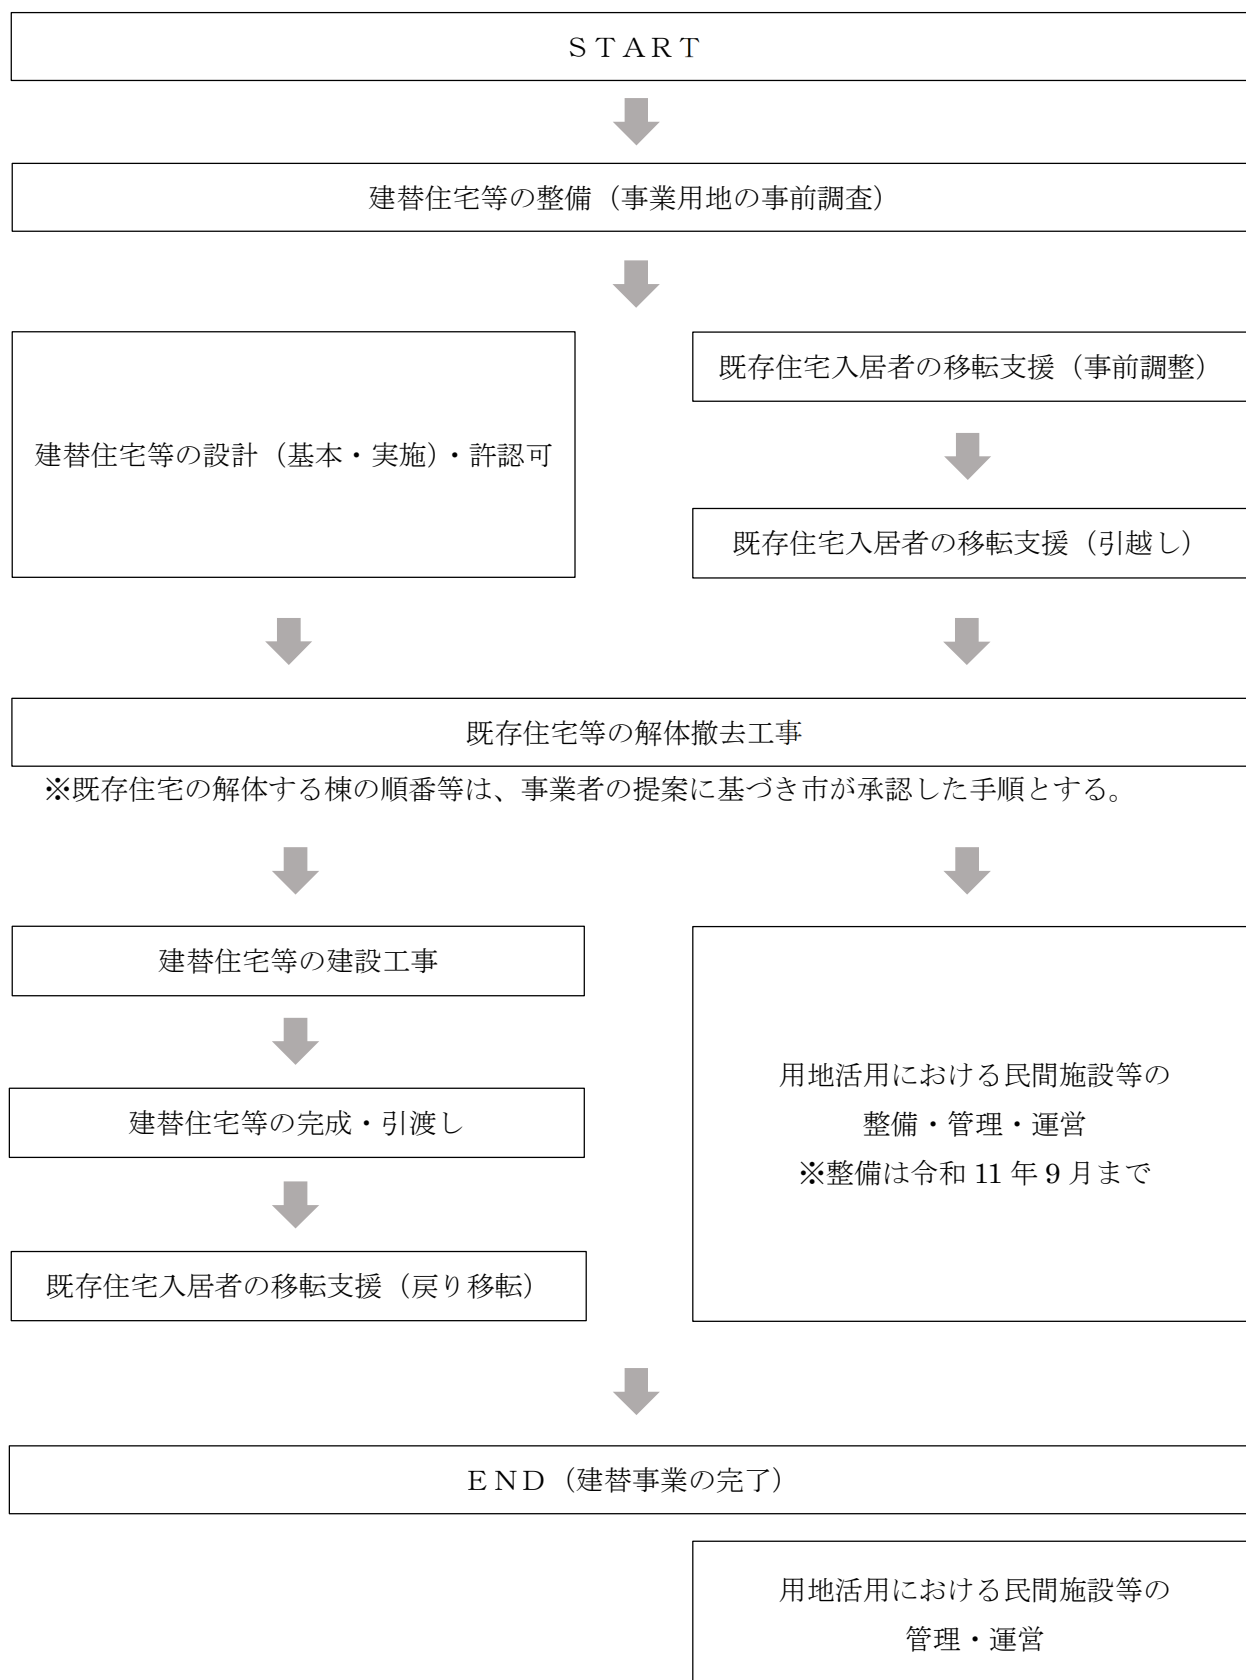 ＳＴＡＲＴ
建替住宅等の整備（事業用地の事前調査）
建替住宅等の設計（基本・実施）・許認可
既存住宅入居者の移転支援（事前調整）
既存住宅入居者の移転支援（引越し）
既存住宅等の解体撤去工事
※既存住宅の解体する棟の順番等は、事業者の提案に基づき市が承認した手順とする。
建替住宅等の建設工事
建替住宅等の完成・引渡し
既存住宅入居者の移転支援（戻り移転）
用地活用における民間施設等の
整備・管理・運営
※整備は令和 11 年 9 月まで
ＥＮＤ（建替事業の完了）
用地活用における民間施設等の
管理・運営